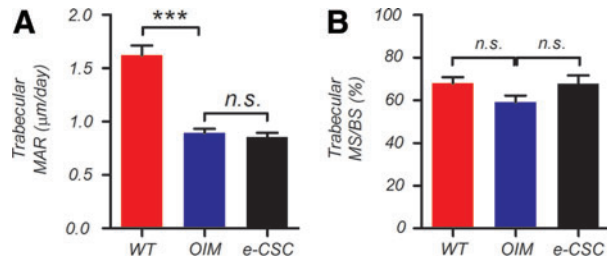 A
Trabecular
MAR (μm/day)
2.0
1.5
1.0
0.5
0.0
***
n.s.
WT
OIM
e-CSC
B
Trabecular
MS/BS (%)
100
80
60
40
20
0
n.s.
n.s.
WT
OIM
e-CSC